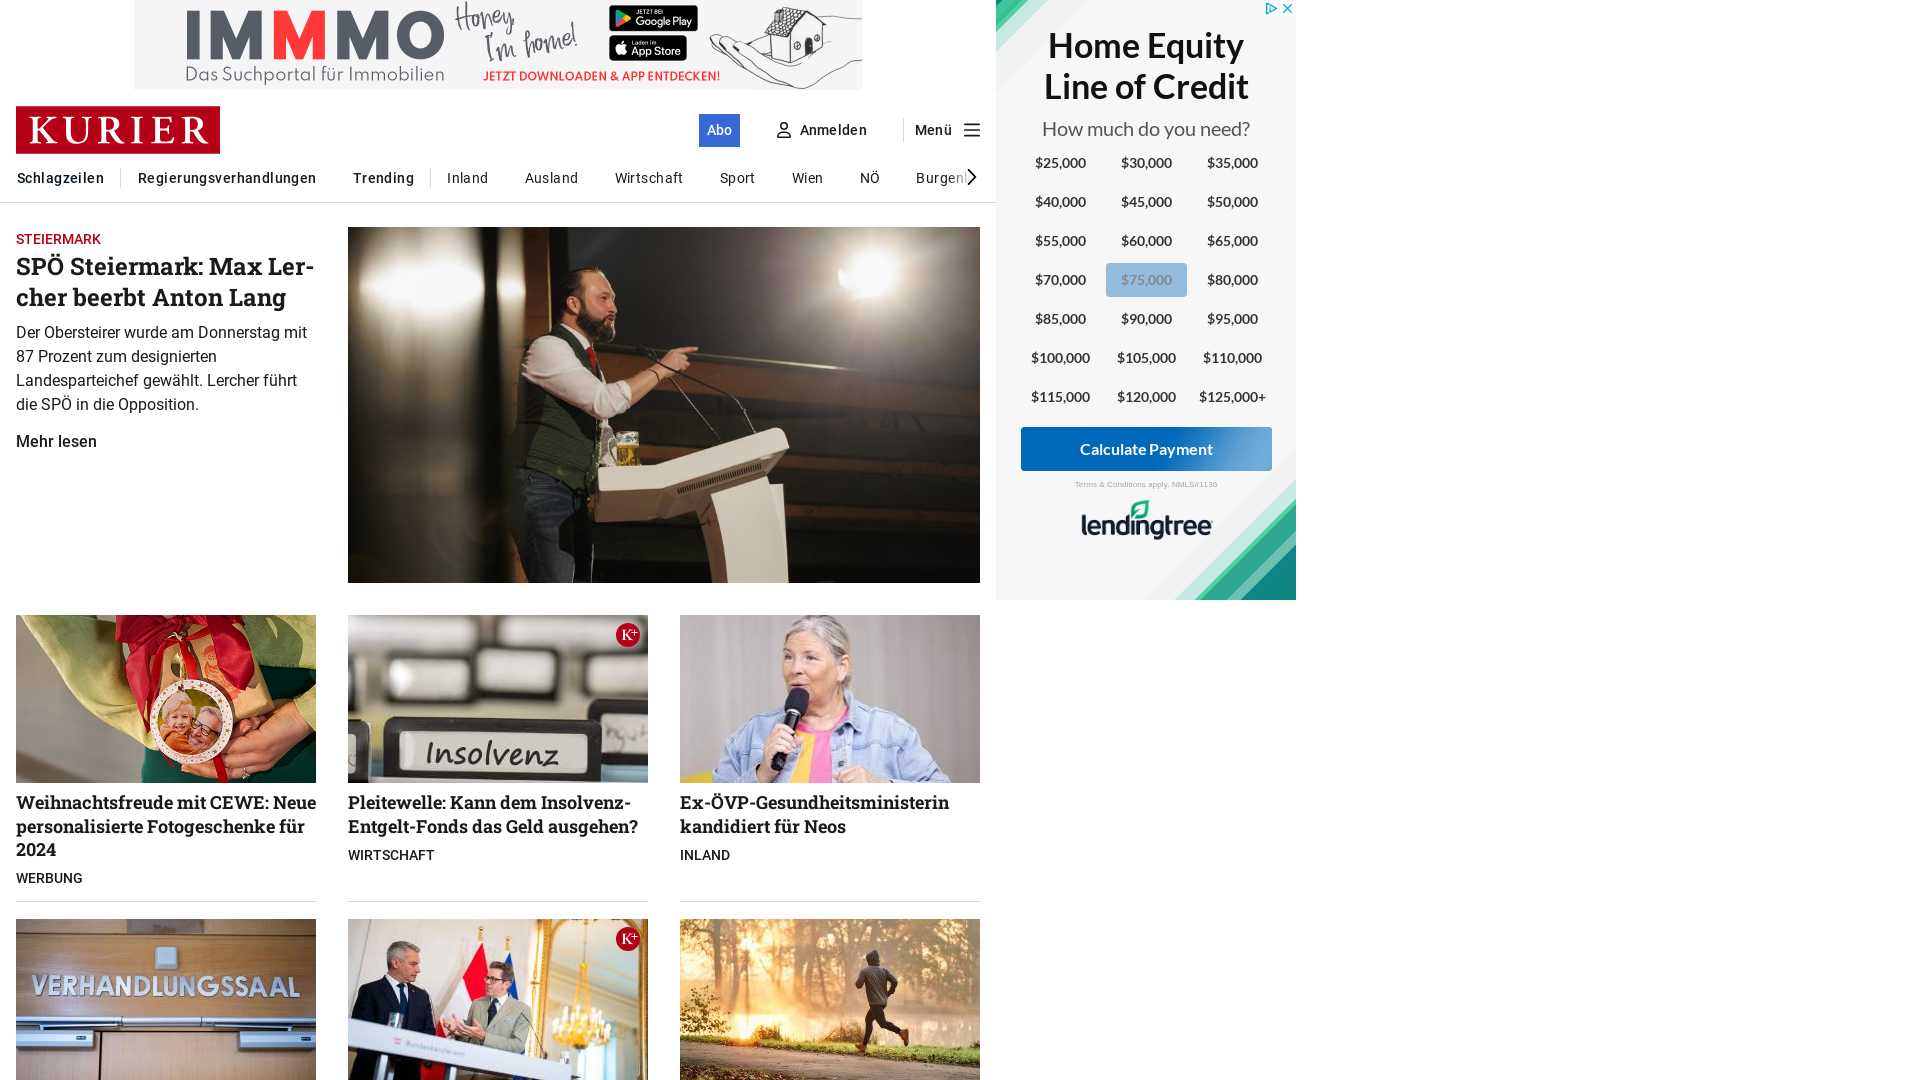 IMMMO
Das Suchportal für Immobilien
Honey,
I'm home!
JETZT BEI
Google Play
Laden im
App Store
JETZT DOWNLOADEN & APP ENTDECKEN!
KURIER
Abo
Anmelden
Menü
Schlagzeilen
Regierungsverhandlungen
Trending
Inland
Ausland
Wirtschaft
Sport
Wien
NÖ
Burgenl
STEIERMARK
SPÖ Steiermark: Max Ler-
cher beerbt Anton Lang
Der Obersteirer wurde am Donnerstag mit
87 Prozent zum designierten
Landesparteichef gewählt. Lercher führt
die SPÖ in die Opposition.
Mehr lesen
K+
Insolvenz
Weihnachtsfreude mit CEWE: Neue
personalisierte Fotogeschenke für
2024
WERBUNG
Pleitewelle: Kann dem Insolvenz-
Entgelt-Fonds das Geld ausgehen?
WIRTSCHAFT
Ex-ÖVP-Gesundheitsministerin
kandidiert für Neos
INLAND
VERHANDLUNGSSAAL
K+
Bundeskanzleramt
Home Equity
Line of Credit
How much do you need?
$25,000 $30,000 $35,000
$40,000 $45,000 $50,000
$55,000 $60,000 $65,000
$70,000 $75,000 $80,000
$85,000 $90,000 $95,000
$100,000 $105,000 $110,000
$115,000 $120,000 $125,000+
Calculate Payment
Terms & Conditions apply. NMLS#1136
lendingtree